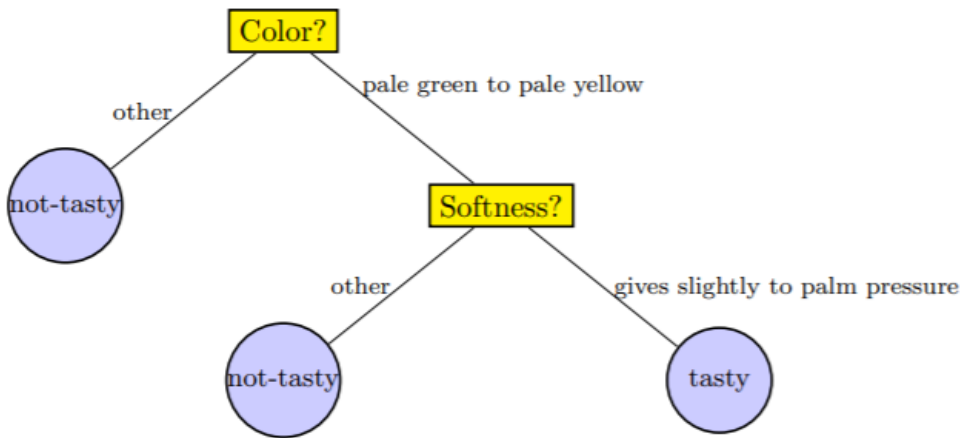 Color?
pale green to pale yellow
other
not-tasty
Softness?
other
gives slightly to palm pressure
not-tasty
tasty